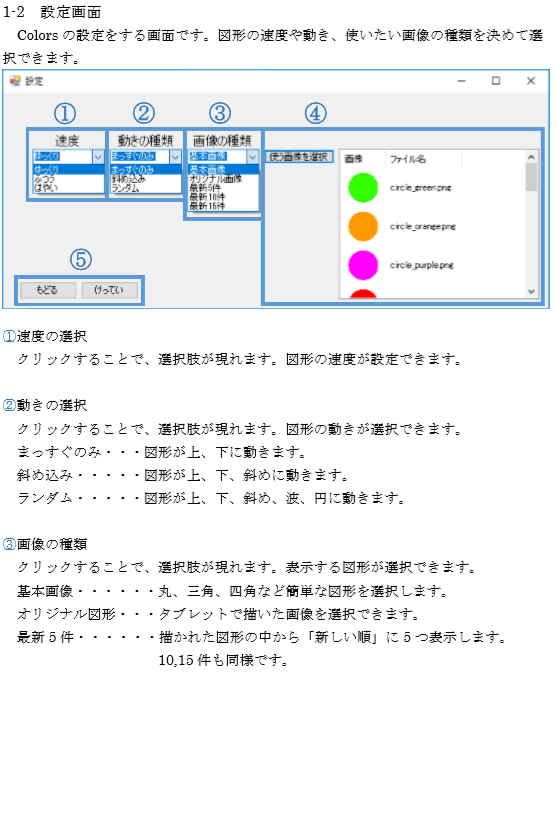 1-2　設定画面
Colors の設定をする画面です。図形の速度や動き、使いたい画像の種類を決めて選
択できます。
設定
① ② ③ ④
速度 動きの種類 画像の種類
ゆっくり まっすぐのみ 基本画像 使う画像を選択 画像 ファイル名
ゆっくり まっすぐのみ 基本画像
ふつう 斜め込み オリジナル画像
はやい ランダム 最新5件
最新10件
最新15件
circle_green.png
circle_orange.png
circle_purple.png
⑤
もどる けってい
①速度の選択
クリックすることで、選択肢が現れます。図形の速度が設定できます。
②動きの選択
クリックすることで、選択肢が現れます。図形の動きが選択できます。
まっすぐのみ・・・図形が上、下に動きます。
斜め込み・・・・・図形が上、下、斜めに動きます。
ランダム・・・・・図形が上、下、斜め、波、円に動きます。
③画像の種類
クリックすることで、選択肢が現れます。表示する図形が選択できます。
基本画像・・・・・・丸、三角、四角など簡単な図形を選択します。
オリジナル図形・・・タブレットで描いた画像を選択できます。
最新５件・・・・・・描かれた図形の中から「新しい順」に５つ表示します。
10,15 件も同様です。